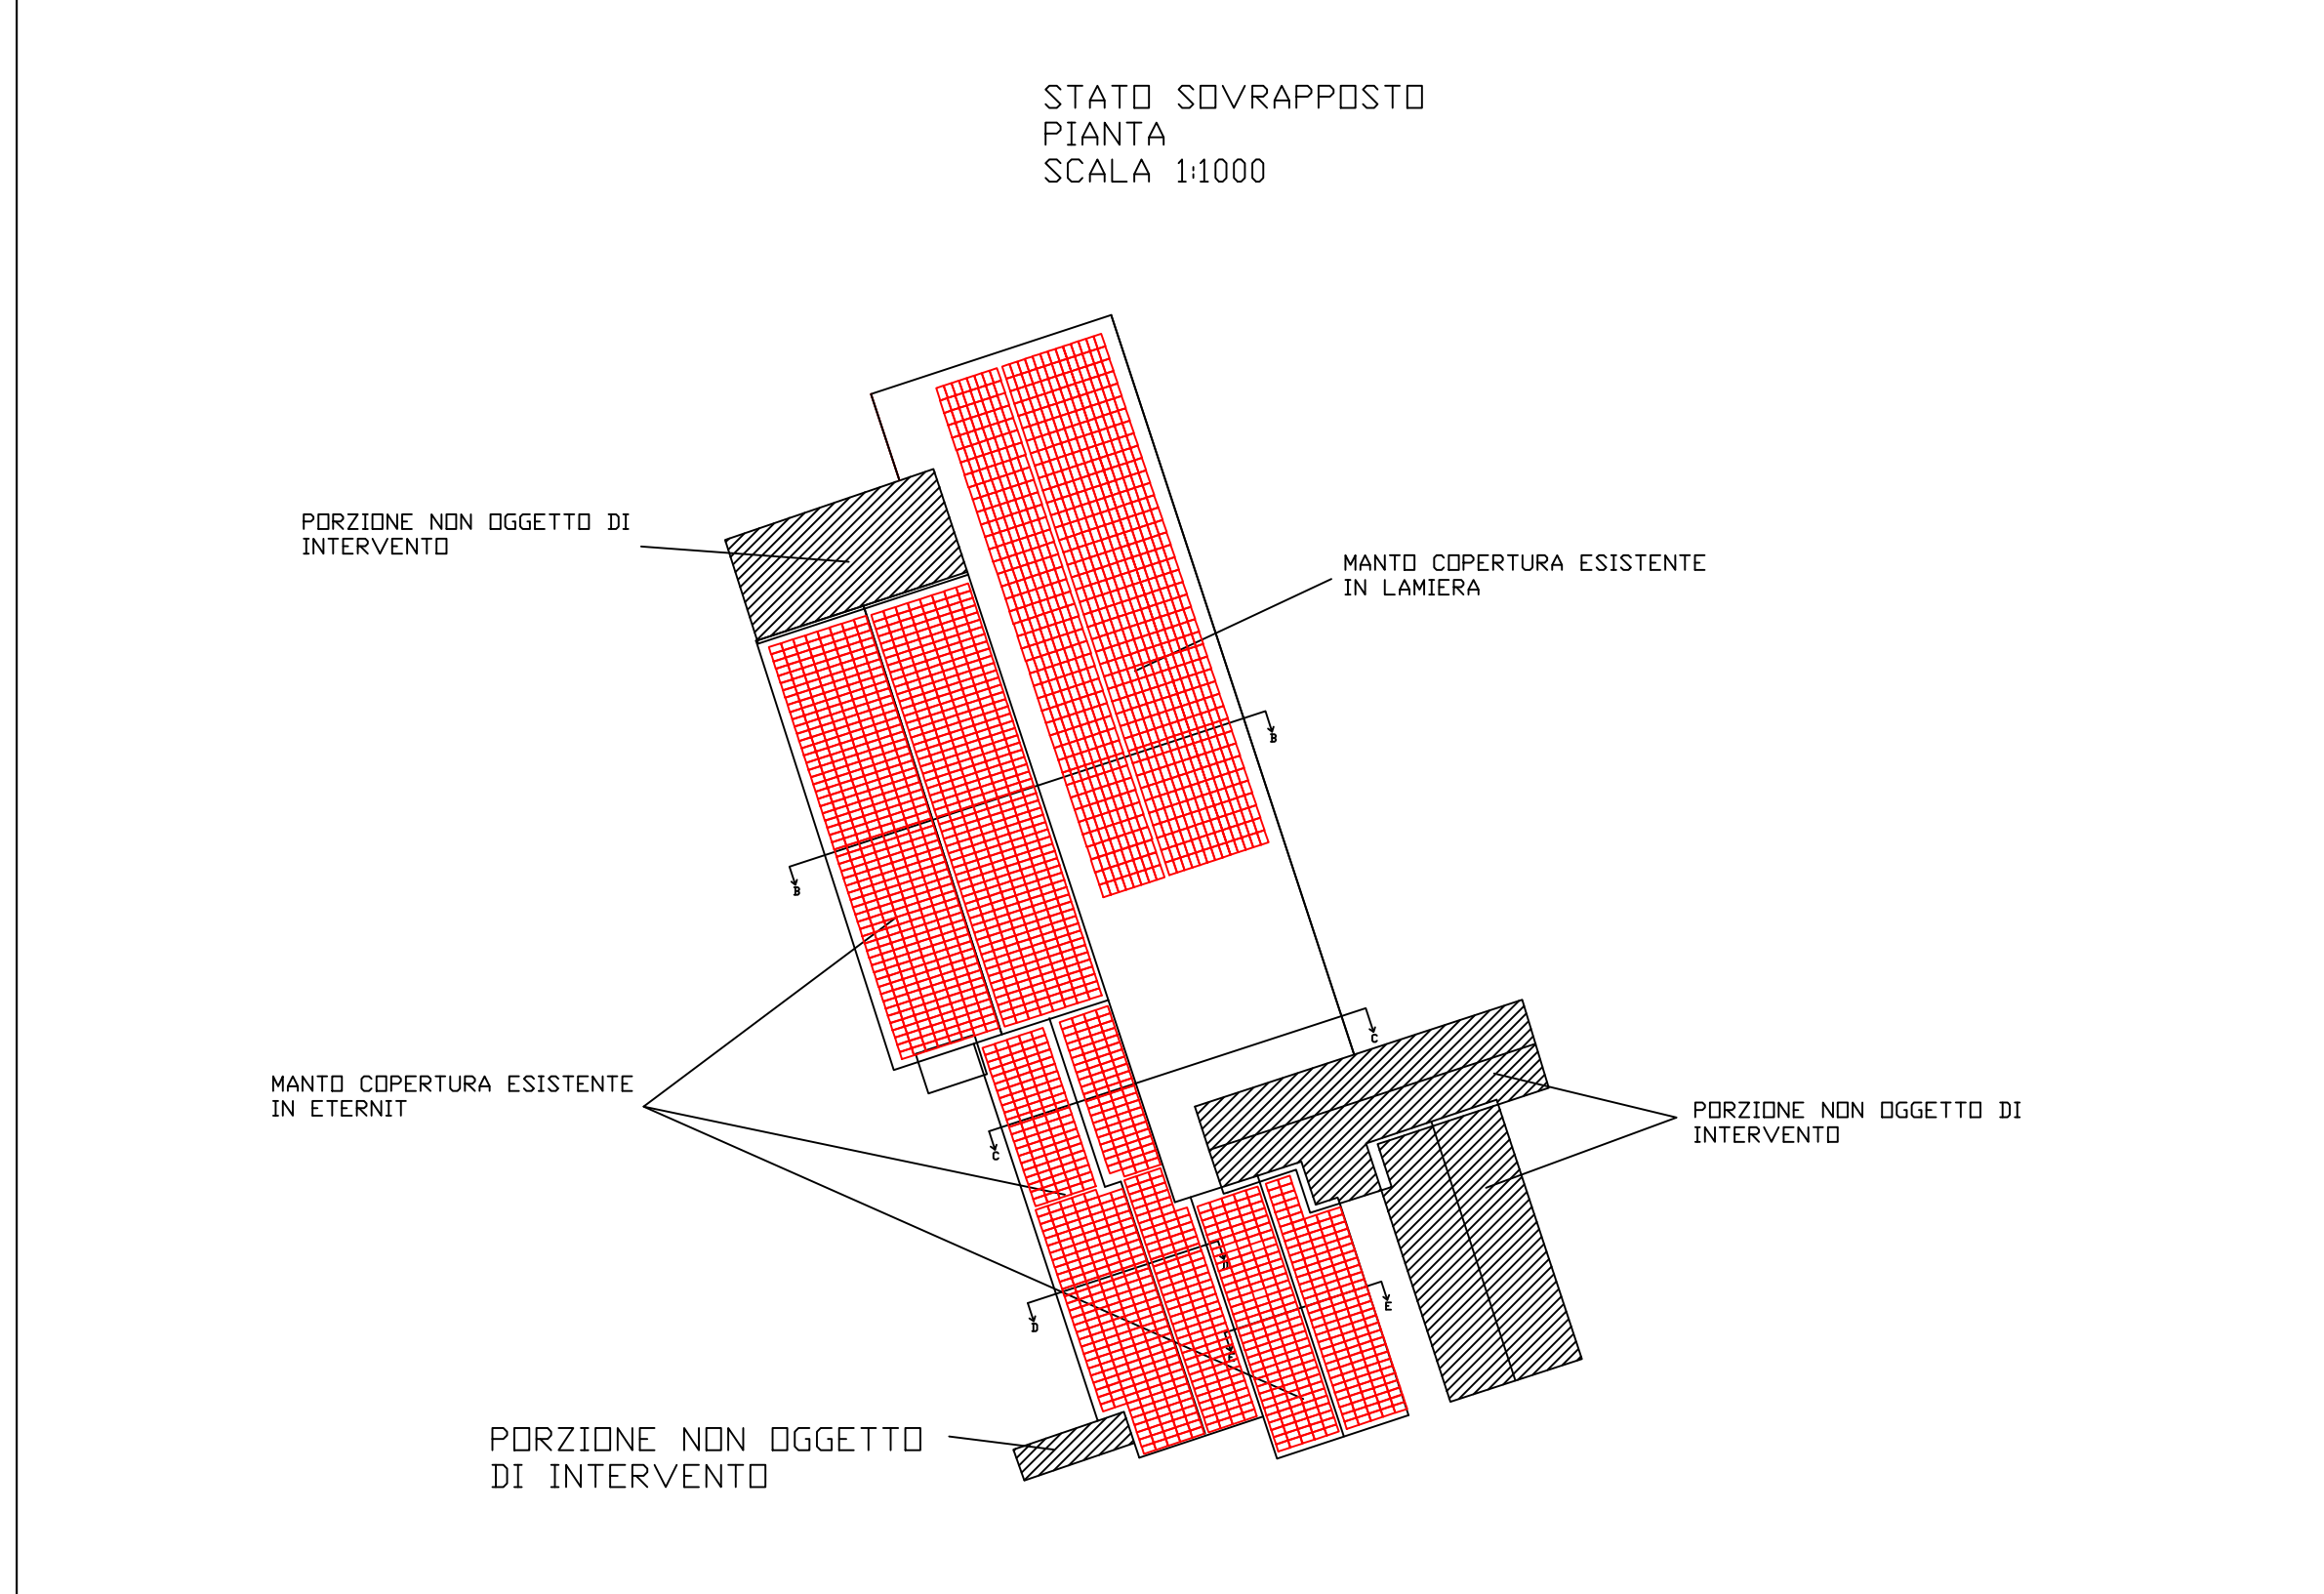 STATO SOVRAPPOSTO
PIANTA
SCALA 1:1000
PORZIONE NON OGGETTO DI
INTERVENTO
MANTO COPERTURA ESISTENTE
IN LAMIERA
B
B
C
C
MANTO COPERTURA ESISTENTE
IN ETERNIT
PORZIONE NON OGGETTO DI
INTERVENTO
D
D
E
E
PORZIONE NON OGGETTO
DI INTERVENTO